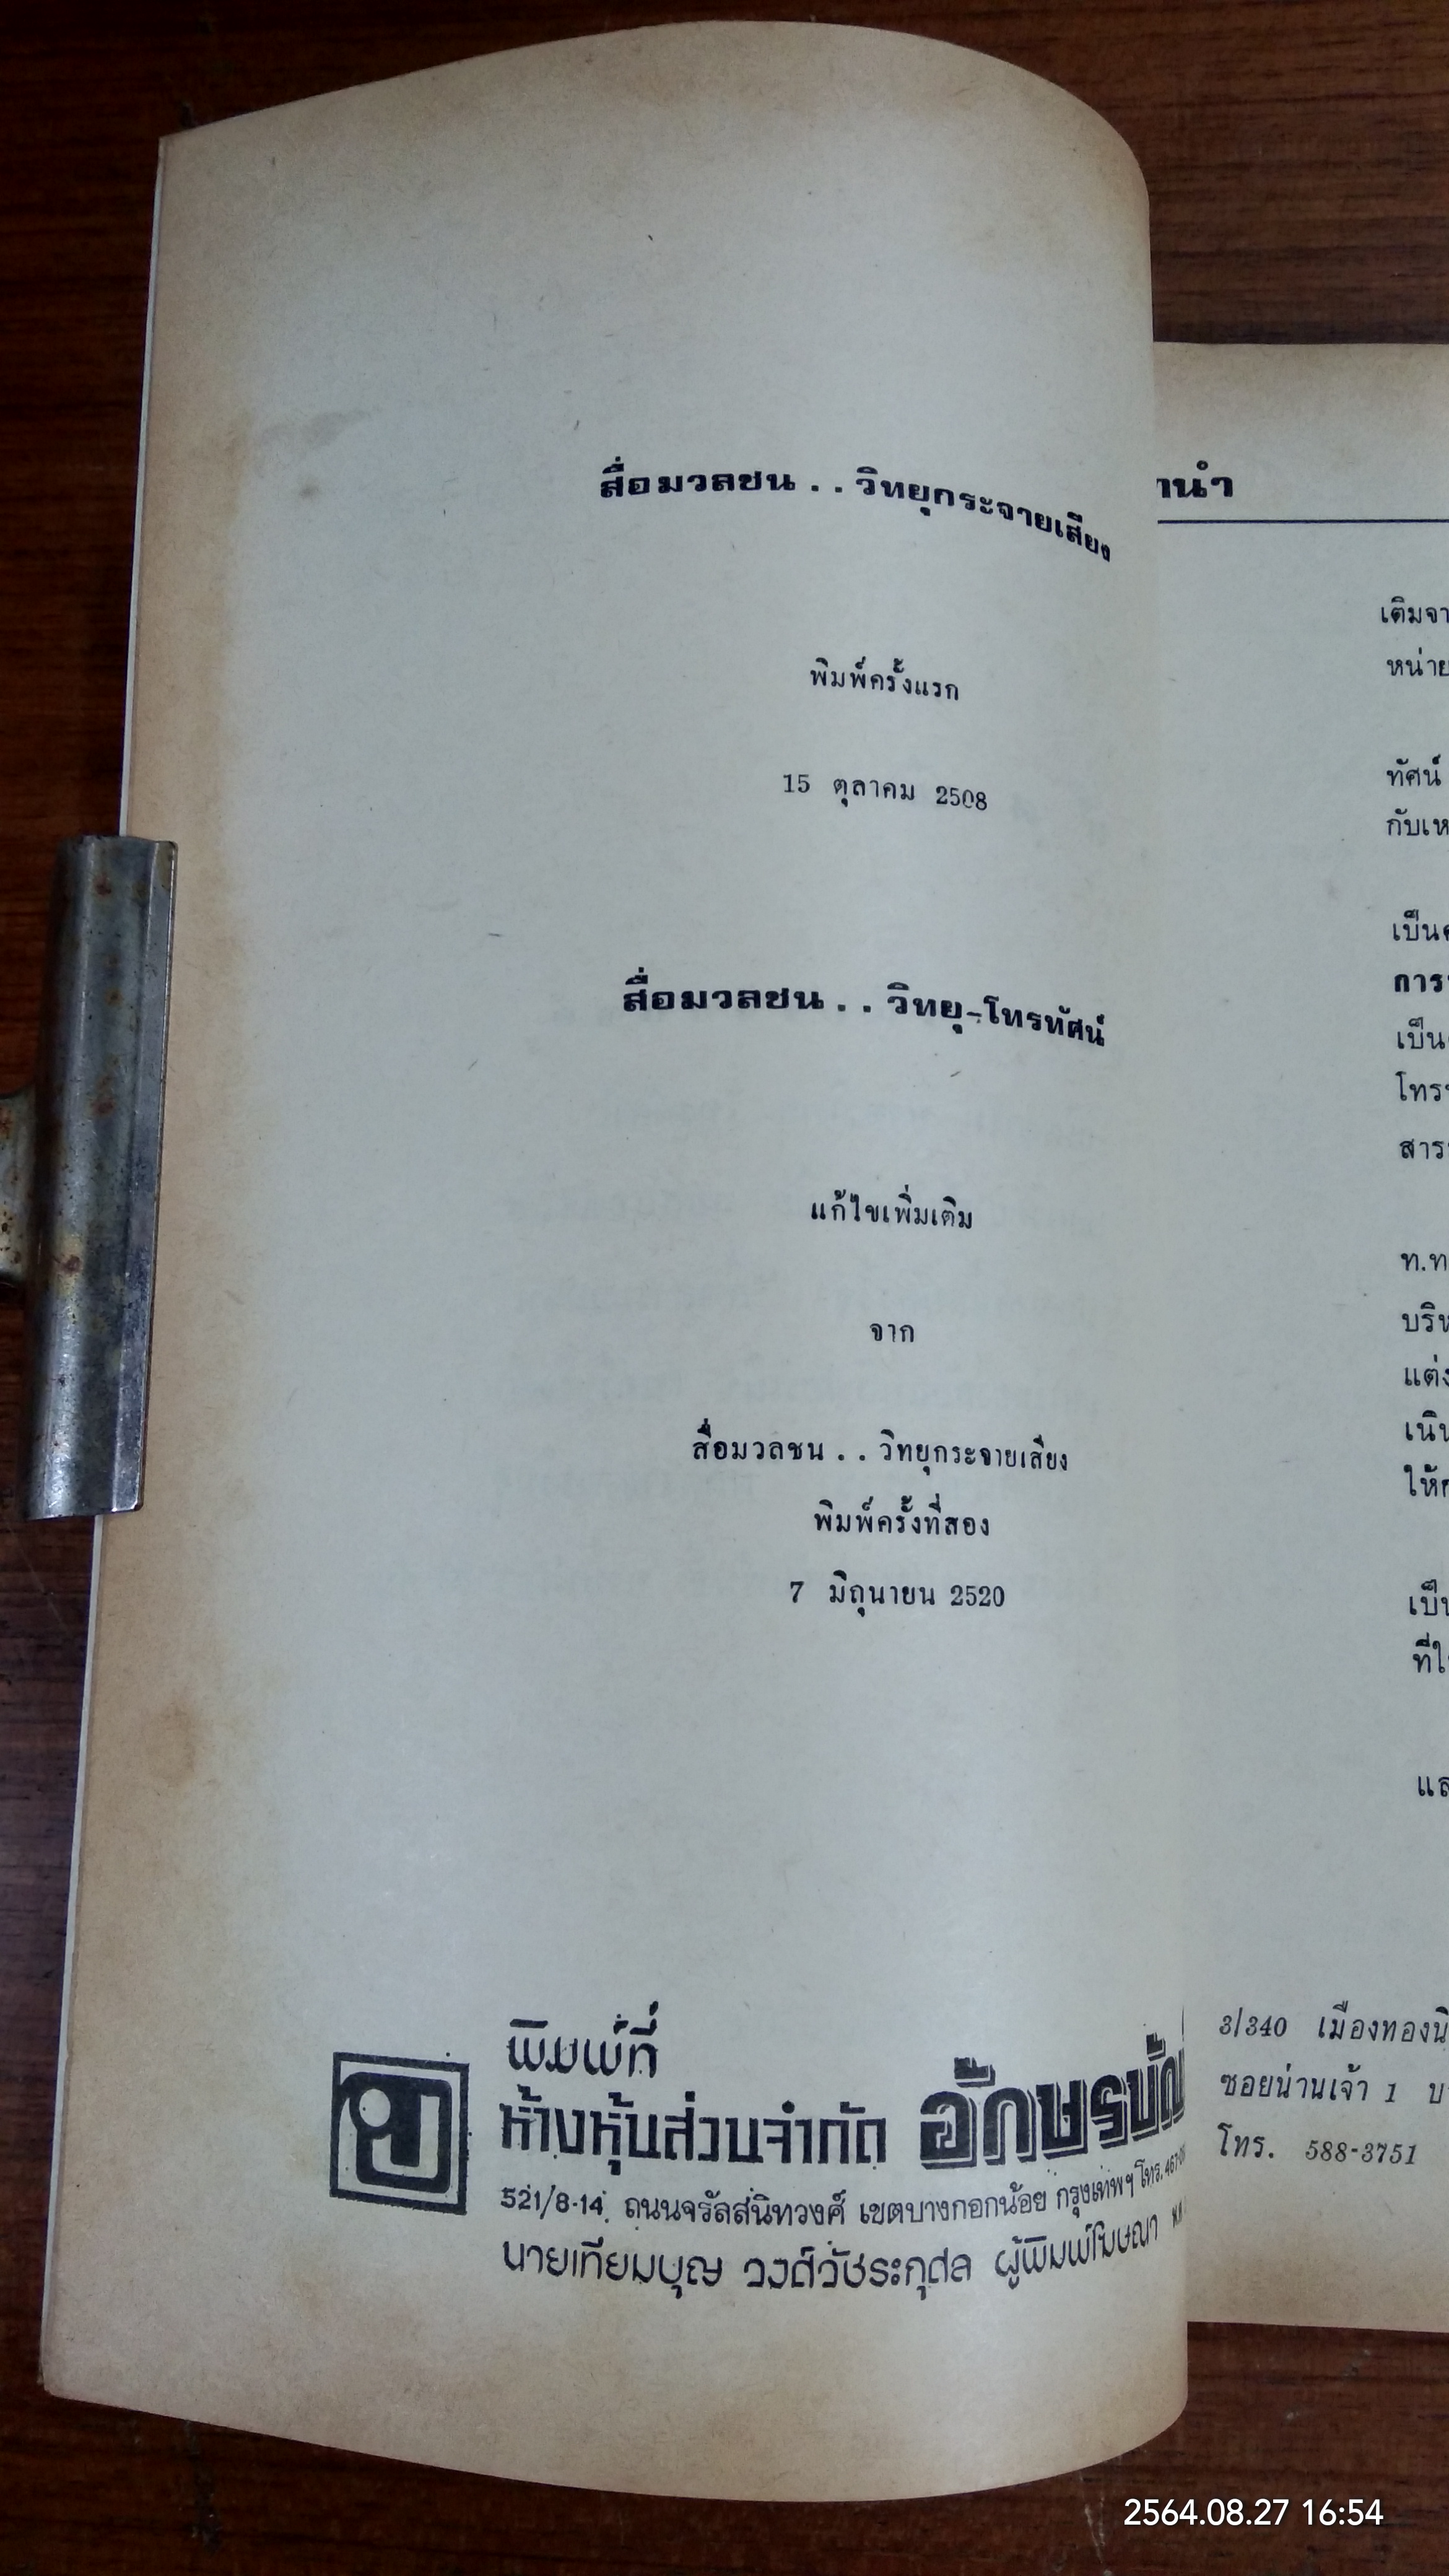 สื่อมวลชน . . วิทยุกระจายเสียง
พิมพ์ครั้งแรก
15 ตุลาคม 2508
สื่อมวลชน . . วิทยุ-โทรทัศน์
แก้ไขเพิ่มเติม
จาก
สื่อมวลชน . . วิทยุกระจายเสียง
พิมพ์ครั้งที่สอง
7 มิถุนายน 2520
พิมพ์ที่
ห้างหุ้นส่วนจำกัด
521/8-14 ถนนจรัลสนิทวงศ์ เขตบางกอกน้อย กรุงเทพฯ โทร.
นายเทียมบุญ วงศ์วัชระกุศล ผู้พิมพ์โฆษณา
ทัศน์
ท.ท
3/340
ซอยน่านเจ้า 1
โทร. 588-3751
2564.08.27 16:54